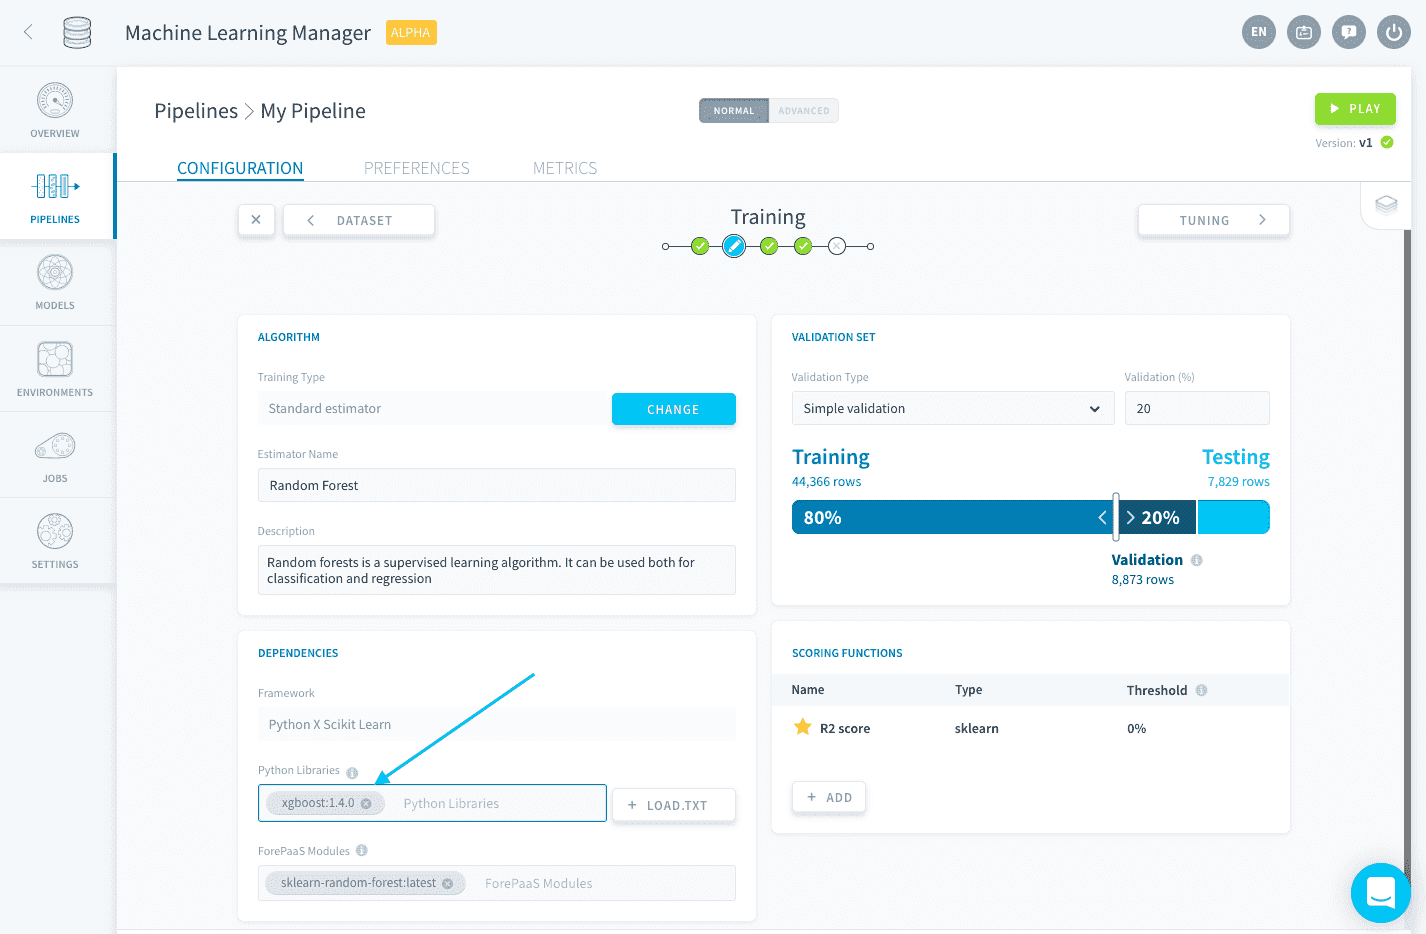 Machine Learning Manager
ALPHA
EN
OVERVIEW
PIPELINES
MODELS
ENVIRONMENTS
JOBS
SETTINGS
Pipelines > My Pipeline
NORMAL
ADVANCED
PLAY
Version: v1
CONFIGURATION
PREFERENCES
METRICS
DATASET
Training
TUNING
ALGORITHM
Training Type
Standard estimator
CHANGE
Estimator Name
Random Forest
Description
Random forests is a supervised learning algorithm. It can be used both for
classification and regression
DEPENDENCIES
Framework
Python X Scikit Learn
Python Libraries
xgboost:1.4.0
Python Libraries
+ LOAD.TXT
ForePaaS Modules
sklearn-random-forest:latest
ForePaaS Modules
VALIDATION SET
Validation Type
Validation (%)
Simple validation
20
Training
Testing
44,366 rows
7,829 rows
80%
20%
Validation
8,873 rows
SCORING FUNCTIONS
Name
Type
Threshold
R2 score
sklearn
0%
+ ADD